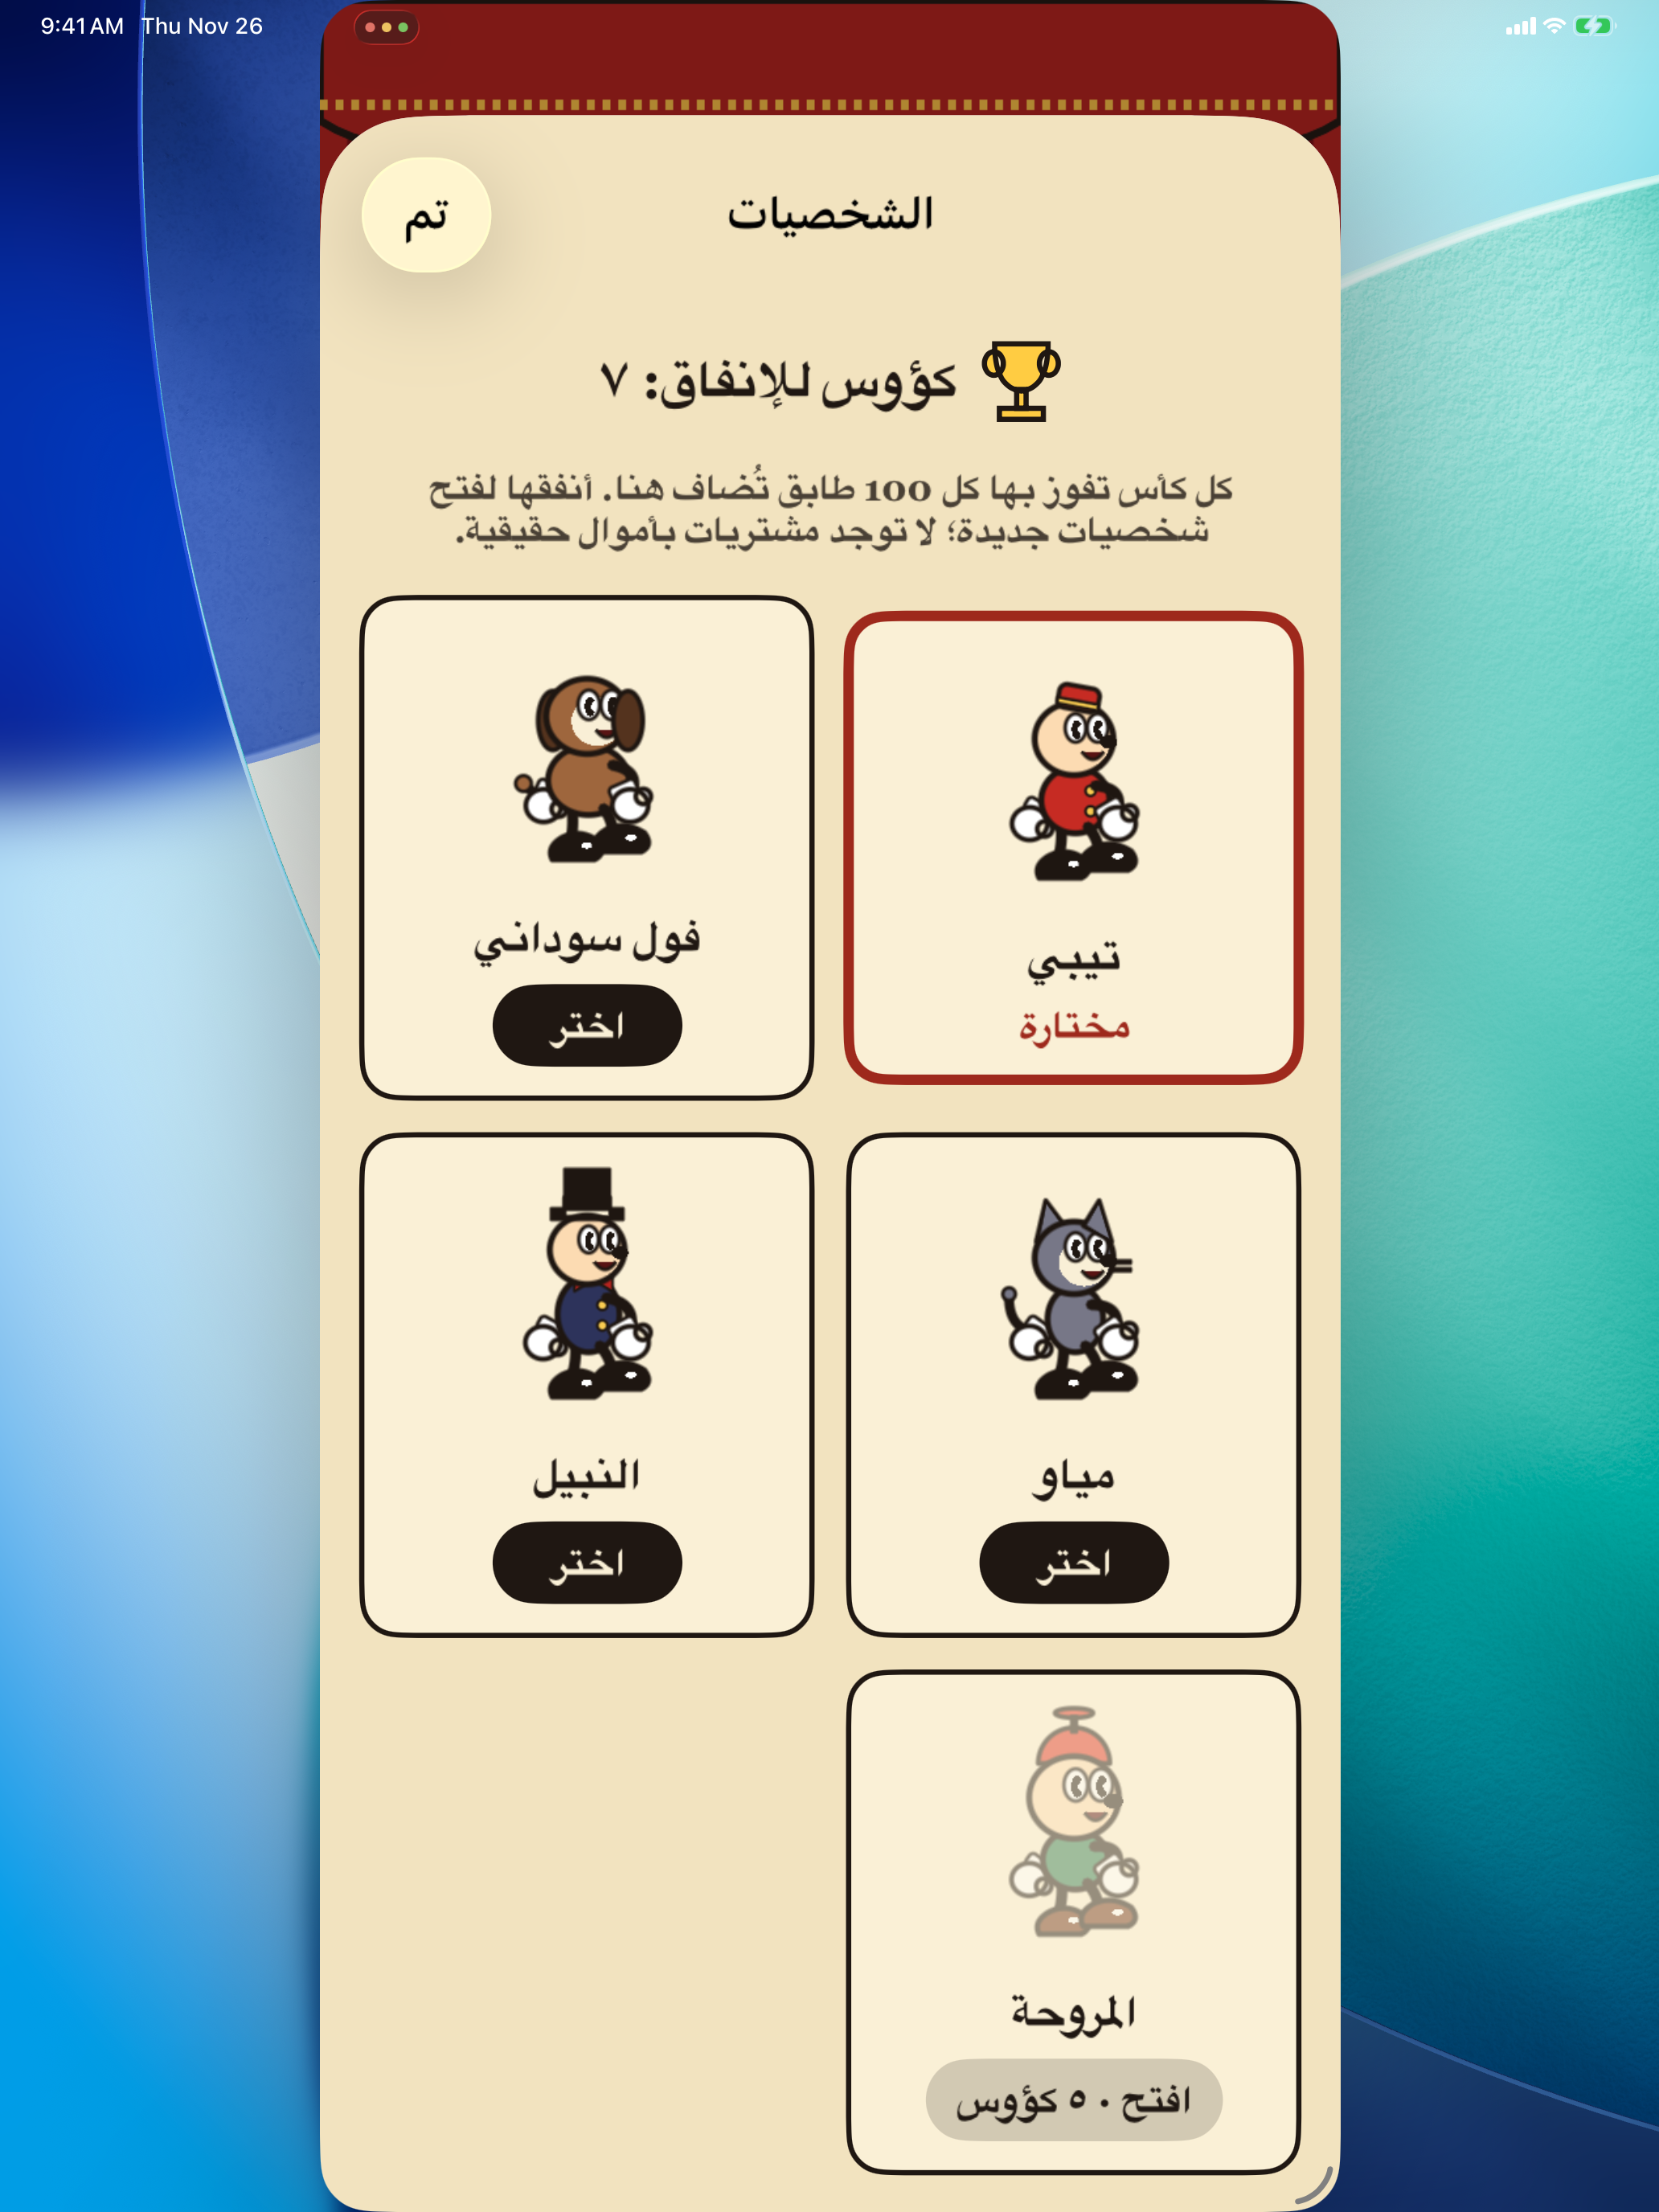 9:41 AM Thu Nov 26
الشخصيات
تم
كؤوس للإنفاق: ٧
كل كأس تفوز بها كل 100 طابق تُضاف هنا. أنفقها لفتح
شخصيات جديدة؛ لا توجد مشتريات بأموال حقيقية.
تيبي
مختارة
فول سوداني
اختر
مياو
اختر
النبيل
اختر
المروحة
افتح · ٥ كؤوس